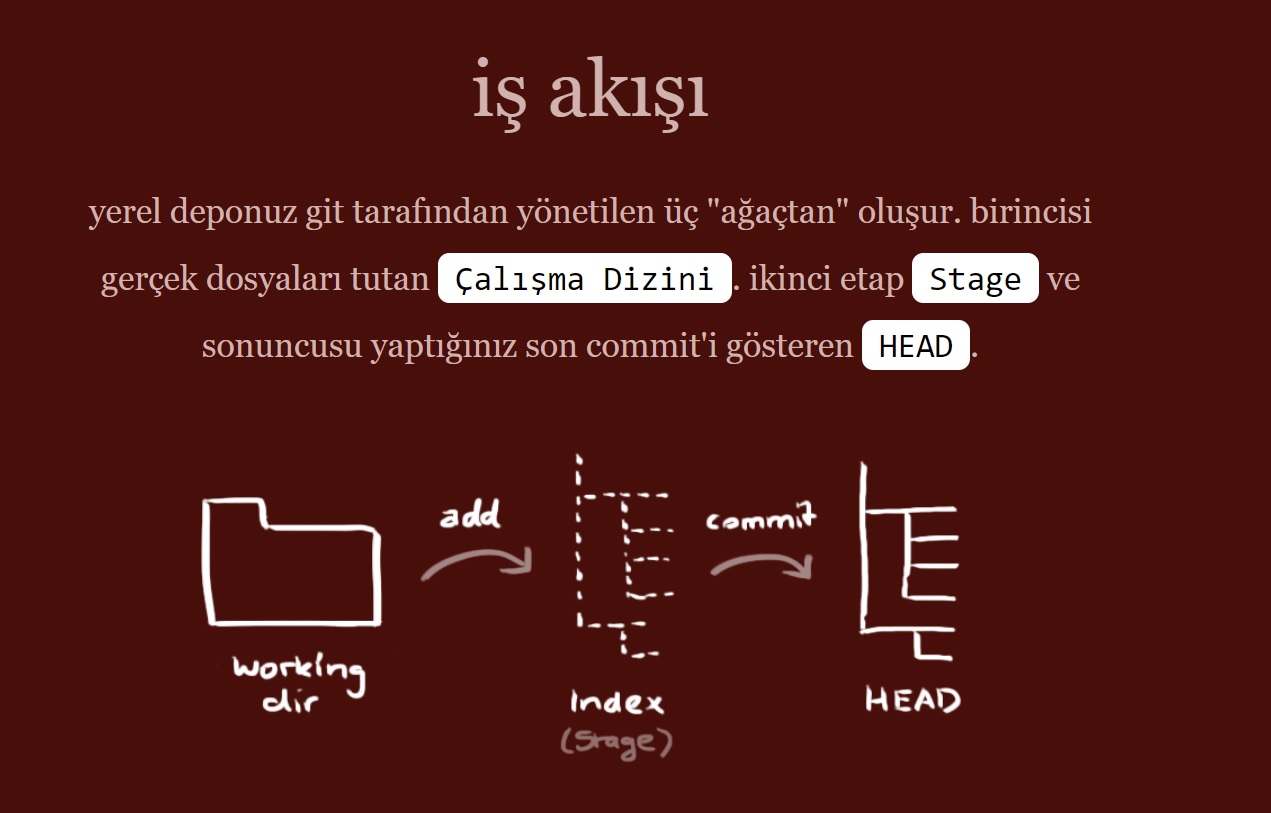 iş akışı
yerel deponuz git tarafından yönetilen üç "ağaçtan" oluşur. birincisi
gerçek dosyaları tutan Çalışma Dizini. ikinci etap Stage ve
sonuncusu yaptığınız son commit'i gösteren HEAD.
add
commit
working
dir
Index
(Stage)
HEAD